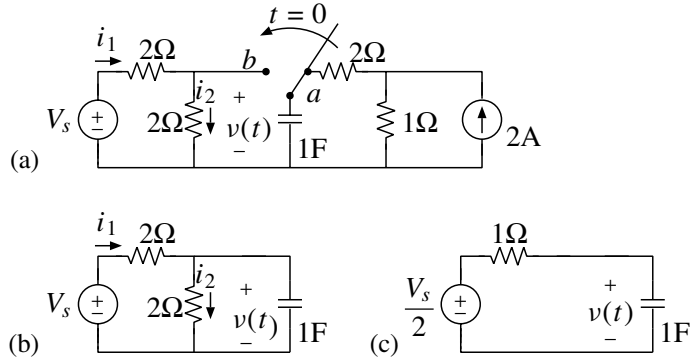 t = 0
i1
2Ω
b
2Ω
a
Vs
+
−
2Ω
i2
+
ν(t)
−
1F
1Ω
2A
(a)
i1
2Ω
Vs
+
−
2Ω
i2
+
ν(t)
−
1F
(b)
1Ω
Vs
2
+
−
+
ν(t)
−
1F
(c)